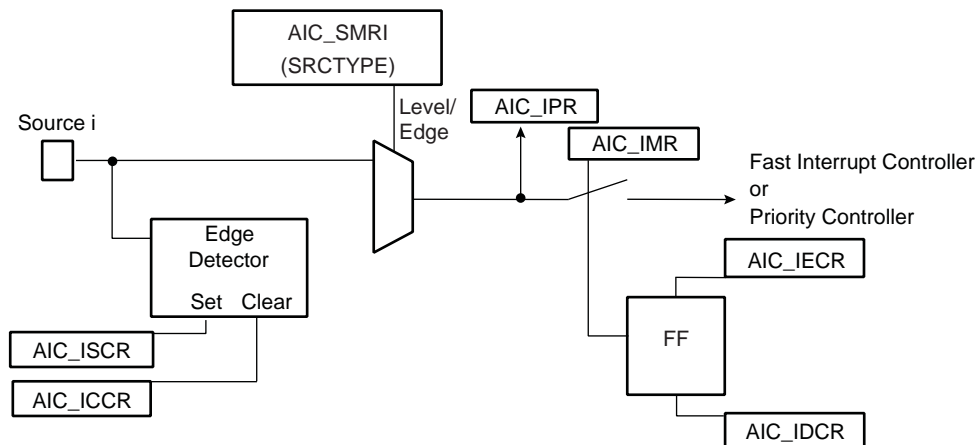 AIC_SMRI
(SRCTYPE)
Level/
Edge
AIC_IPR
Source i
AIC_IMR
Fast Interrupt Controller
or
Priority Controller
Edge
Detector
Set Clear
AIC_IECR
FF
AIC_ISCR
AIC_ICCR
AIC_IDCR